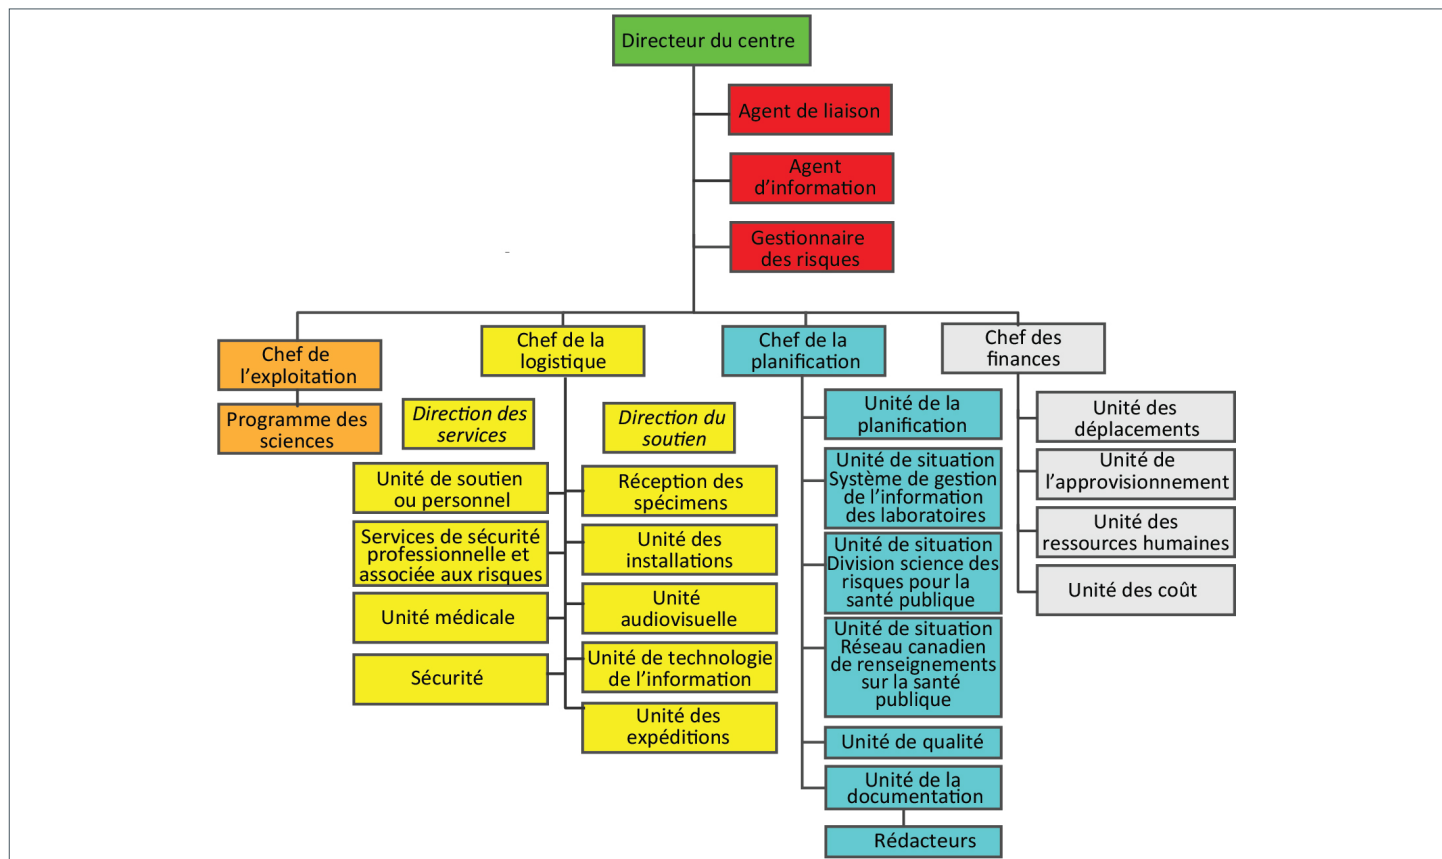 Directeur du centre
Agent de liaison
Agent
d’information
Gestionnaire
des risques
Chef de
l’exploitation
Programme des
sciences
Chef de la
logistique
Direction des
services
Unité de soutien
ou personnel
Services de sécurité
professionnelle et
associée aux risques
Unité médicale
Sécurité
Direction du
soutien
Réception des
spécimens
Unité des
installations
Unité
audiovisuelle
Unité de technologie
de l’information
Unité des
expéditions
Chef de la
planification
Unité de la
planification
Unité de situation
Système de gestion
de l’information
des laboratoires
Unité de situation
Division science des
risques pour la
santé publique
Unité de situation
Réseau canadien
de renseignements
sur la santé
publique
Unité de qualité
Unité de la
documentation
Rédacteurs
Chef des
finances
Unité des
déplacements
Unité de
l’approvisionnement
Unité des
ressources humaines
Unité des coût